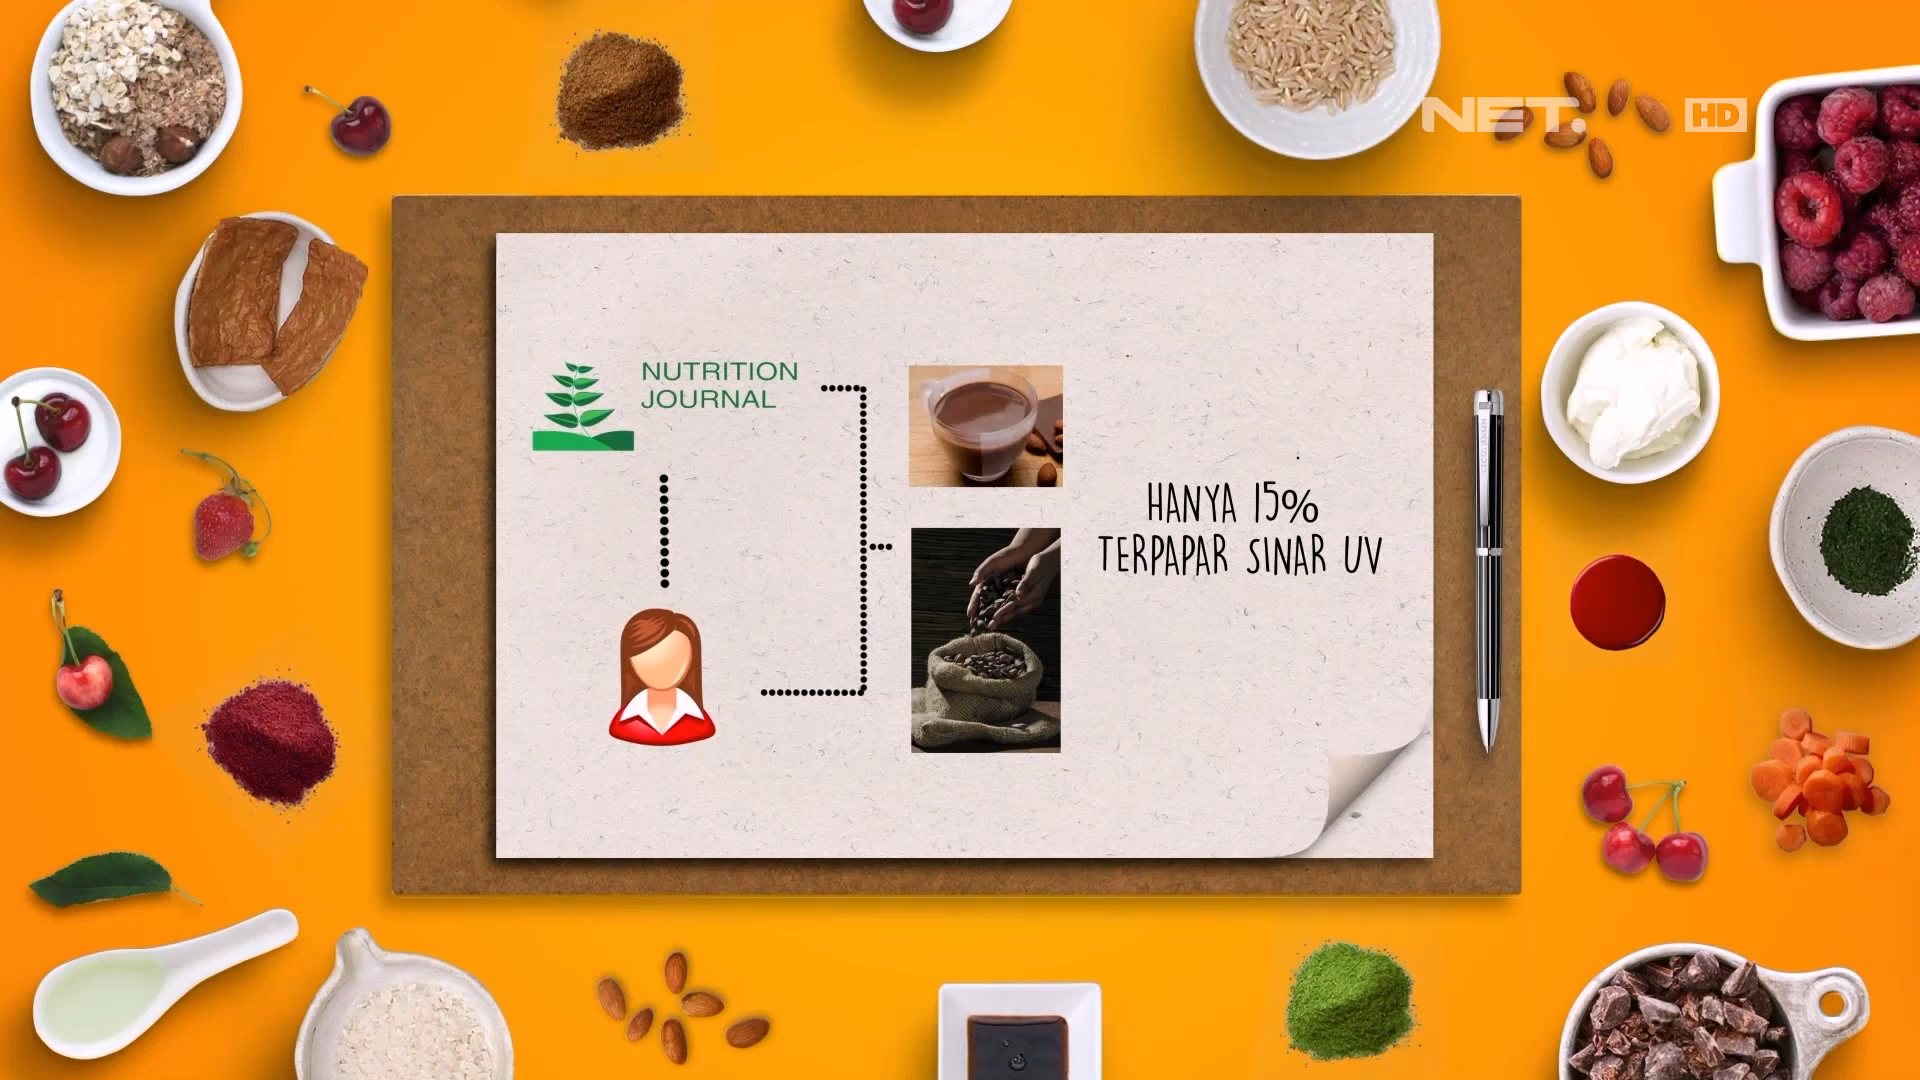 NET. HD
NUTRITION
JOURNAL
HANYA 15%
TERPAPAR SINAR UV